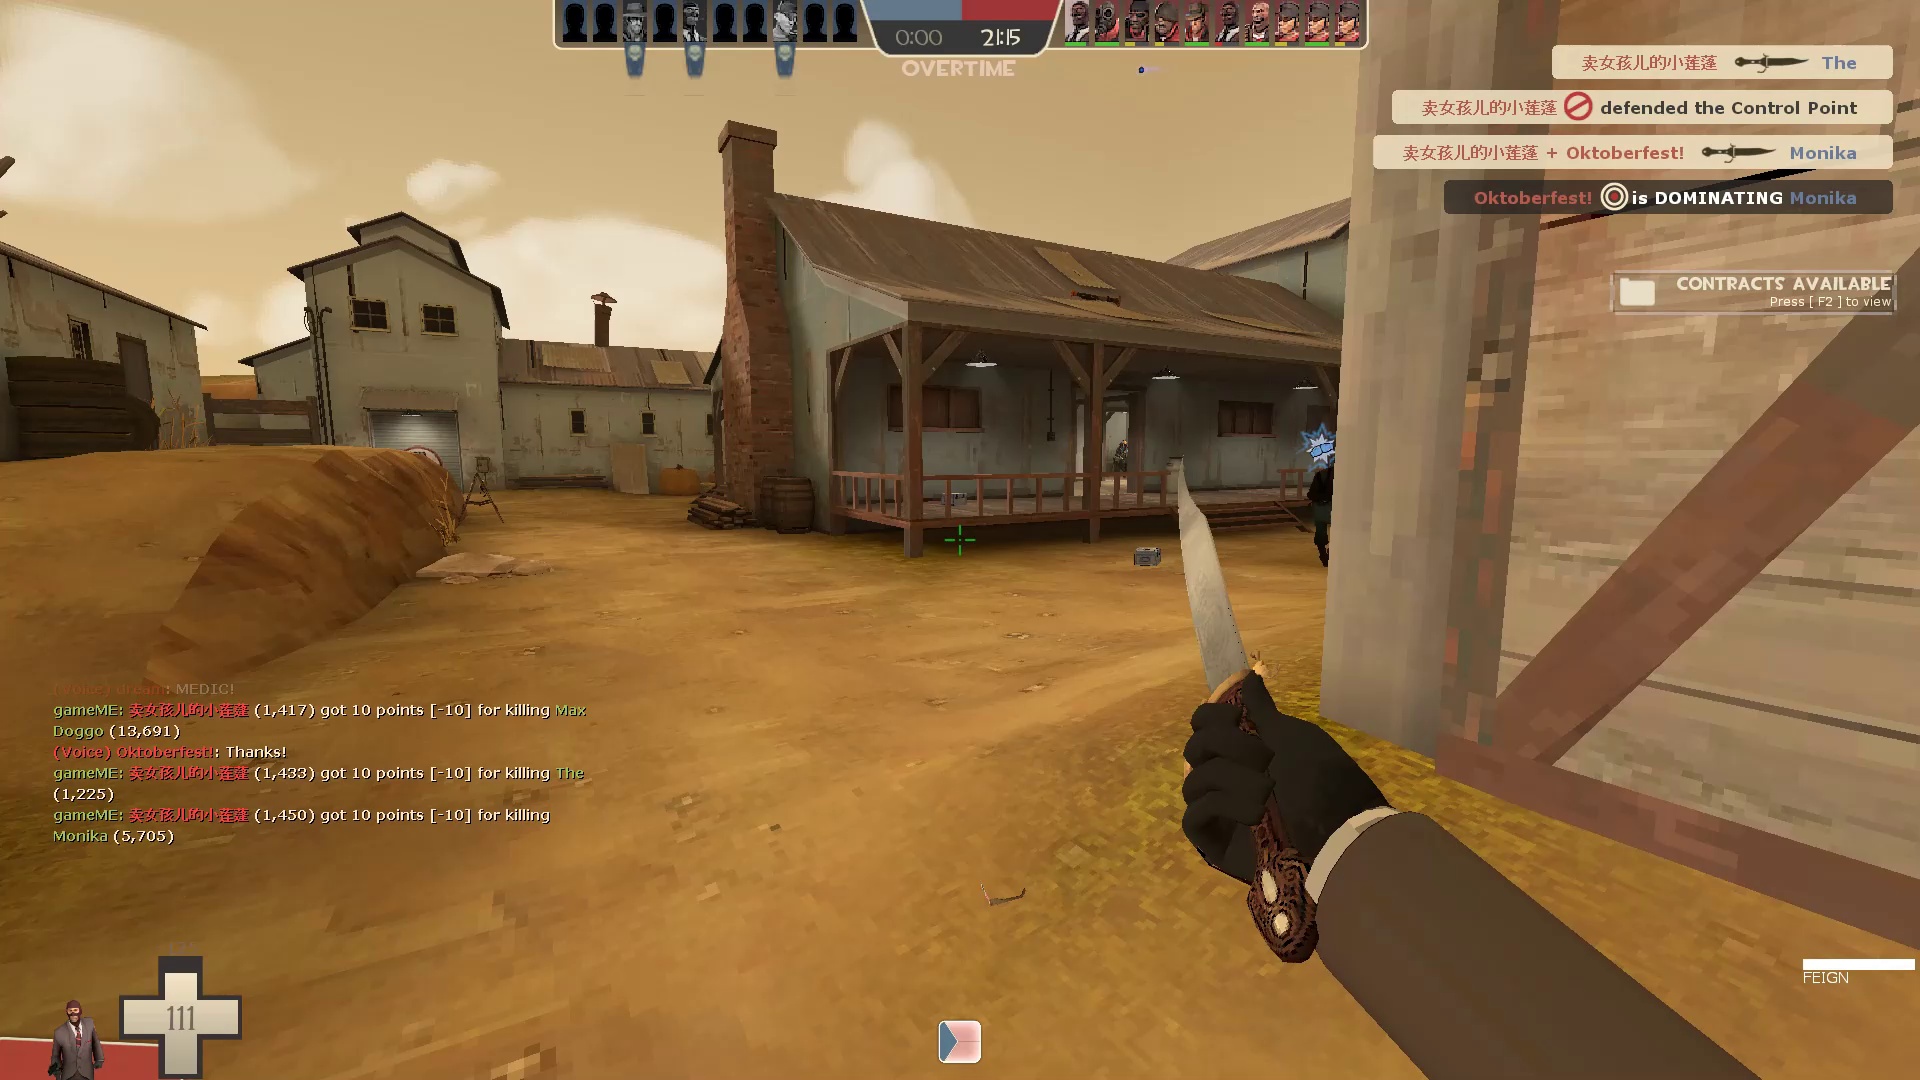 0:00 21:15
OVERTIME
卖女孩儿的小莲蓬 The
卖女孩儿的小莲蓬 defended the Control Point
卖女孩儿的小莲蓬 + Oktoberfest! Monika
Oktoberfest! is DOMINATING Monika
CONTRACTS AVAILABLE
Press [ F2 ] to view
(Voice) dream: MEDIC!
gameME: 卖女孩儿的小莲蓬 (1,417) got 10 points [-10] for killing Max
Doggo (13,691)
(Voice) Oktoberfest!: Thanks!
gameME: 卖女孩儿的小莲蓬 (1,433) got 10 points [-10] for killing The
(1,225)
gameME: 卖女孩儿的小莲蓬 (1,450) got 10 points [-10] for killing
Monika (5,705)
111
FEIGN